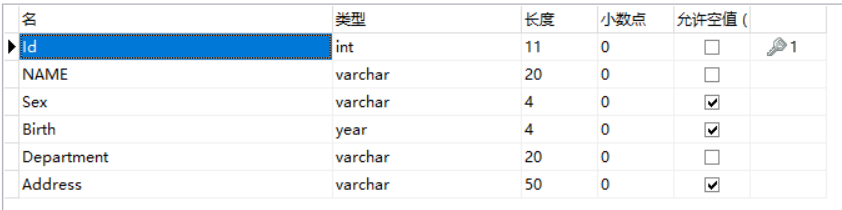 名 类型 长度 小数点 允许空值 (
Id int 11 0 1
NAME varchar 20 0
Sex varchar 4 0
Birth year 4 0
Department varchar 20 0
Address varchar 50 0